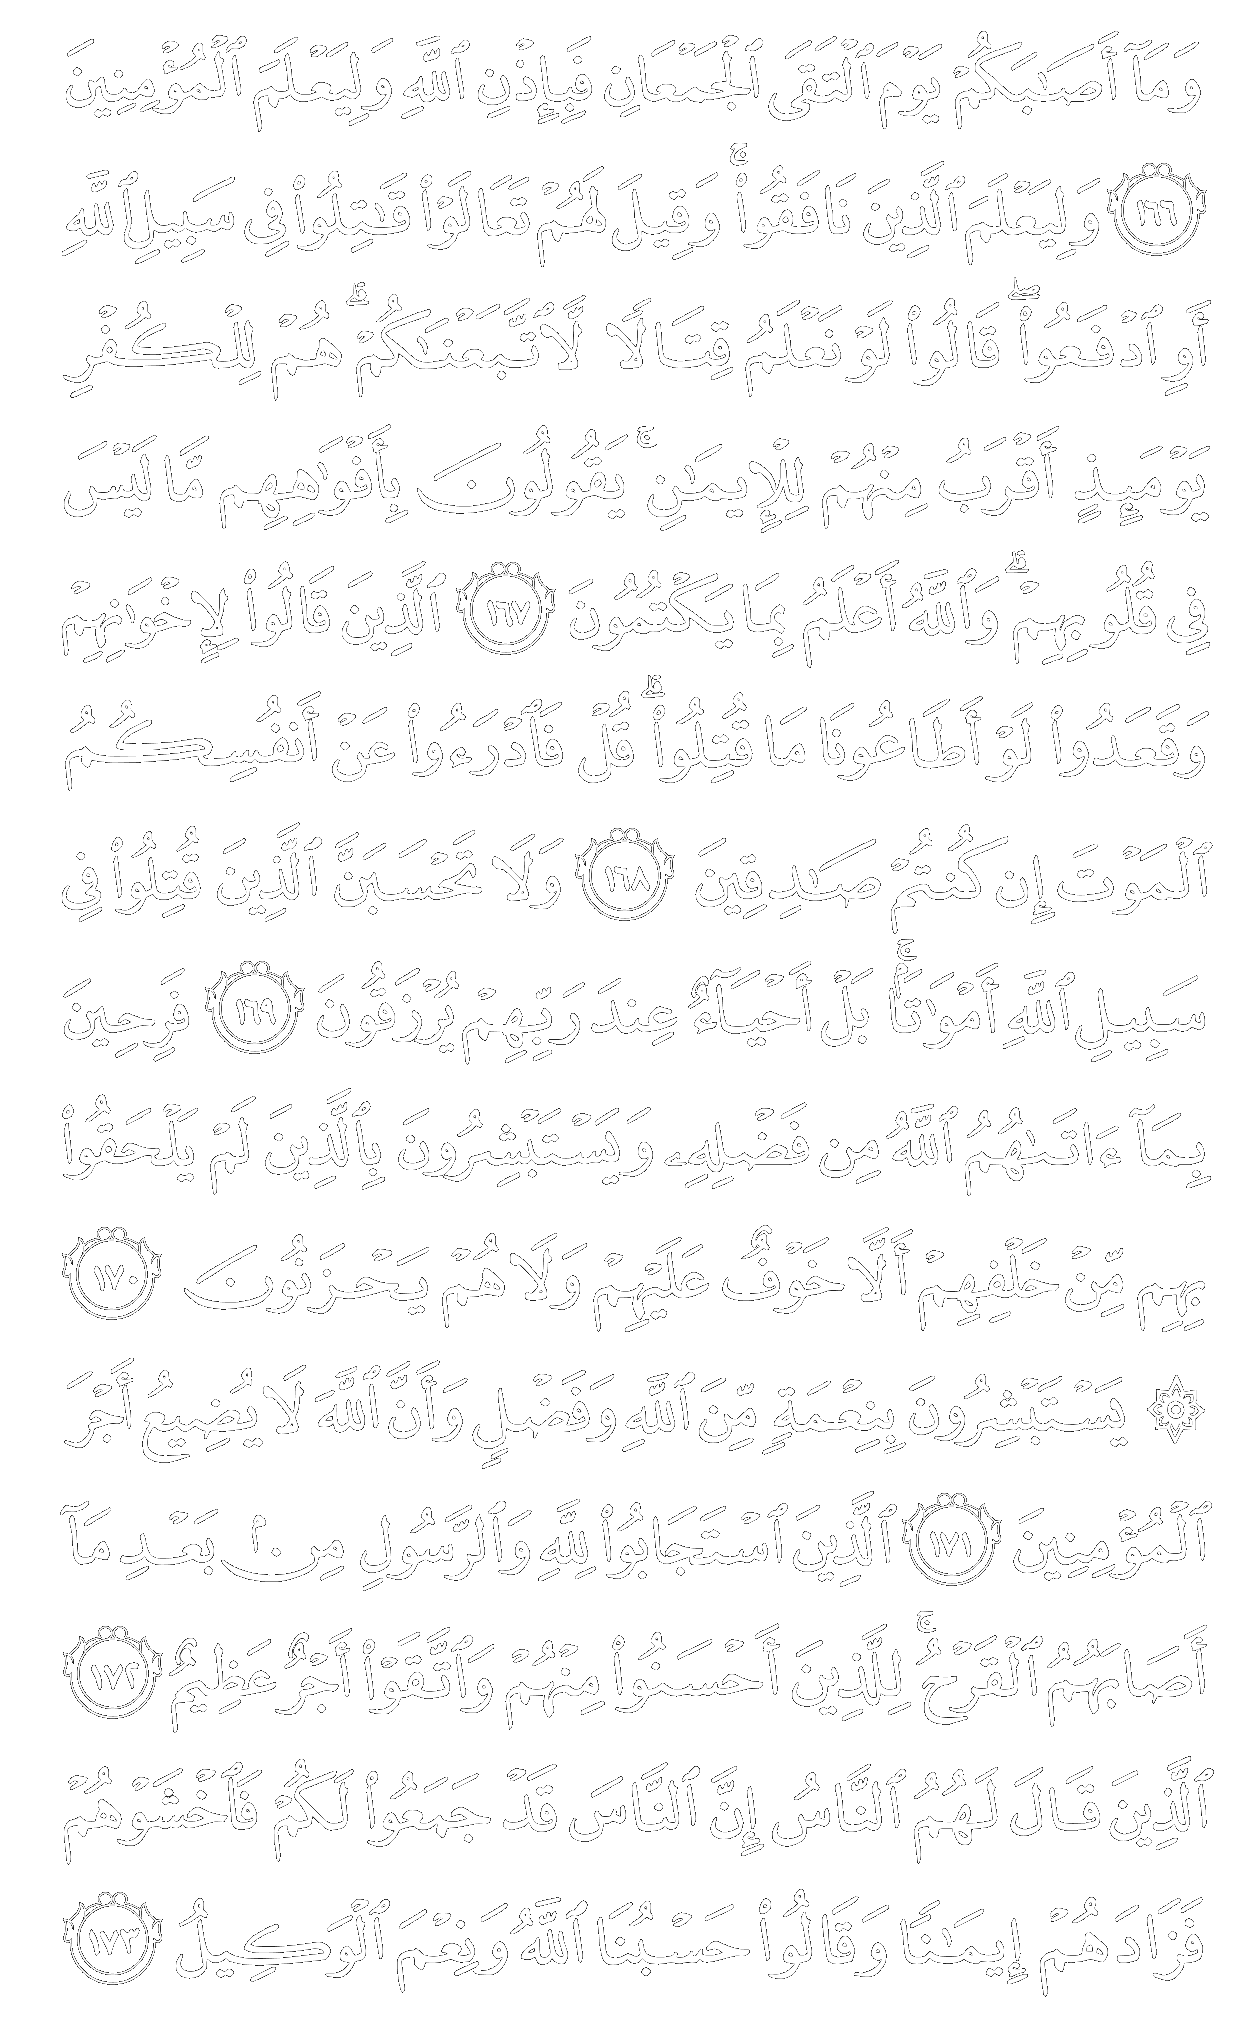 وَمَآ أَصَٰبَكُمْ يَوْمَ ٱلْتَقَى ٱلْجَمْعَانِ فَبِإِذْنِ ٱللَّهِ وَلِيَعْلَمَ ٱلْمُؤْمِنِينَ
١٦٦ وَلِيَعْلَمَ ٱلَّذِينَ نَافَقُوا۟ ۚ وَقِيلَ لَهُمْ تَعَالَوْا۟ قَٰتِلُوا۟ فِى سَبِيلِ ٱللَّهِ
أَوِ ٱدْفَعُوا۟ ۖ قَالُوا۟ لَوْ نَعْلَمُ قِتَالًا لَّٱتَّبَعْنَٰكُمْ ۗ هُمْ لِلْكُفْرِ
يَوْمَئِذٍ أَقْرَبُ مِنْهُمْ لِلْإِيمَٰنِ ۚ يَقُولُونَ بِأَفْوَٰهِهِم مَّا لَيْسَ
فِى قُلُوبِهِمْ ۗ وَٱللَّهُ أَعْلَمُ بِمَا يَكْتُمُونَ ١٦٧ ٱلَّذِينَ قَالُوا۟ لِإِخْوَٰنِهِمْ
وَقَعَدُوا۟ لَوْ أَطَاعُونَا مَا قُتِلُوا۟ ۗ قُلْ فَٱدْرَءُوا۟ عَنْ أَنفُسِكُمُ
ٱلْمَوْتَ إِن كُنتُمْ صَٰدِقِينَ ١٦٨ وَلَا تَحْسَبَنَّ ٱلَّذِينَ قُتِلُوا۟ فِى
سَبِيلِ ٱللَّهِ أَمْوَٰتًۢا ۚ بَلْ أَحْيَآءٌ عِندَ رَبِّهِمْ يُرْزَقُونَ ١٦٩ فَرِحِينَ
بِمَآ ءَاتَىٰهُمُ ٱللَّهُ مِن فَضْلِهِۦ وَيَسْتَبْشِرُونَ بِٱلَّذِينَ لَمْ يَلْحَقُوا۟
بِهِم مِّنْ خَلْفِهِمْ أَلَّا خَوْفٌ عَلَيْهِمْ وَلَا هُمْ يَحْزَنُونَ ١٧٠
۞ يَسْتَبْشِرُونَ بِنِعْمَةٍ مِّنَ ٱللَّهِ وَفَضْلٍ وَأَنَّ ٱللَّهَ لَا يُضِيعُ أَجْرَ
ٱلْمُؤْمِنِينَ ١٧١ ٱلَّذِينَ ٱسْتَجَابُوا۟ لِلَّهِ وَٱلرَّسُولِ مِنۢ بَعْدِ مَآ
أَصَابَهُمُ ٱلْقَرْحُ ۚ لِلَّذِينَ أَحْسَنُوا۟ مِنْهُمْ وَٱتَّقَوْا۟ أَجْرٌ عَظِيمٌ ١٧٢
ٱلَّذِينَ قَالَ لَهُمُ ٱلنَّاسُ إِنَّ ٱلنَّاسَ قَدْ جَمَعُوا۟ لَكُمْ فَٱخْشَوْهُمْ
فَزَادَهُمْ إِيمَٰنًا وَقَالُوا۟ حَسْبُنَا ٱللَّهُ وَنِعْمَ ٱلْوَكِيلُ ١٧٣